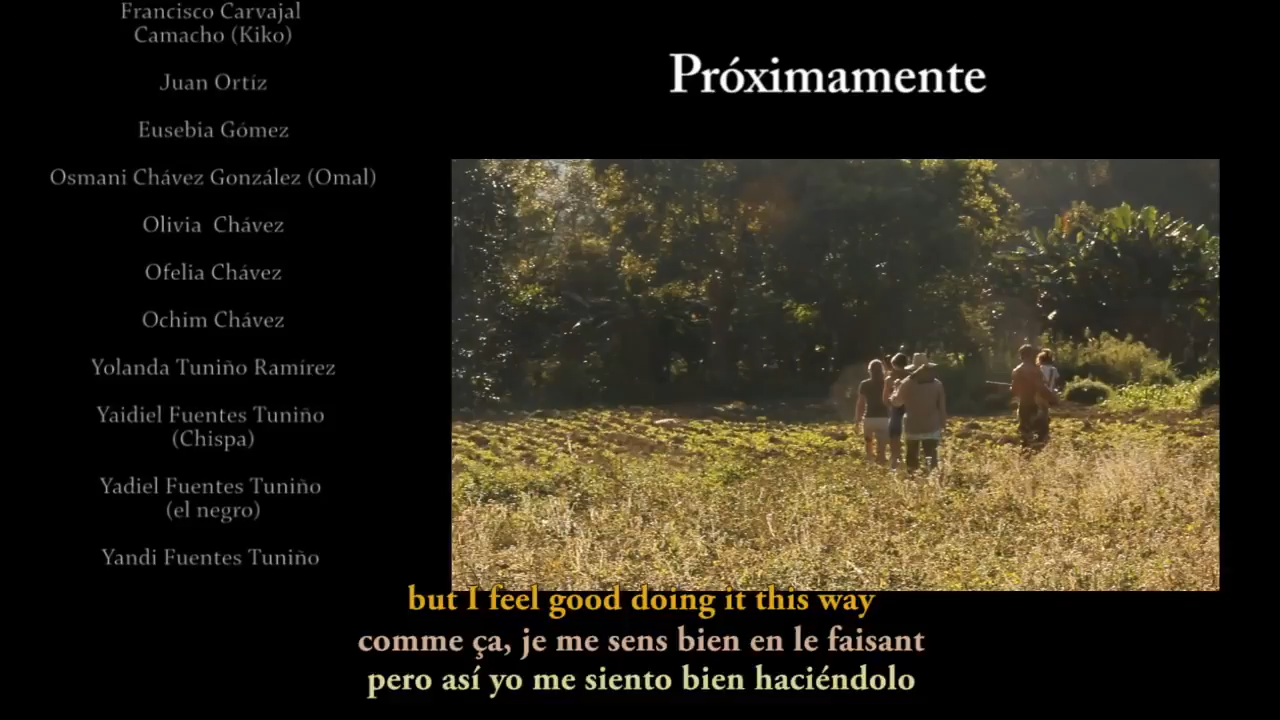 Francisco Carvajal
Camacho (Kiko)
Juan Ortíz
Eusebia Gómez
Osmani Chávez González (Omal)
Olivia Chávez
Ofelia Chávez
Ochim Chávez
Yolanda Tuniño Ramírez
Yaidiel Fuentes Tuniño
(Chispa)
Yadiel Fuentes Tuniño
(el negro)
Yandi Fuentes Tuniño
Próximamente
but I feel good doing it this way
comme ça, je me sens bien en le faisant
pero así yo me siento bien haciéndolo